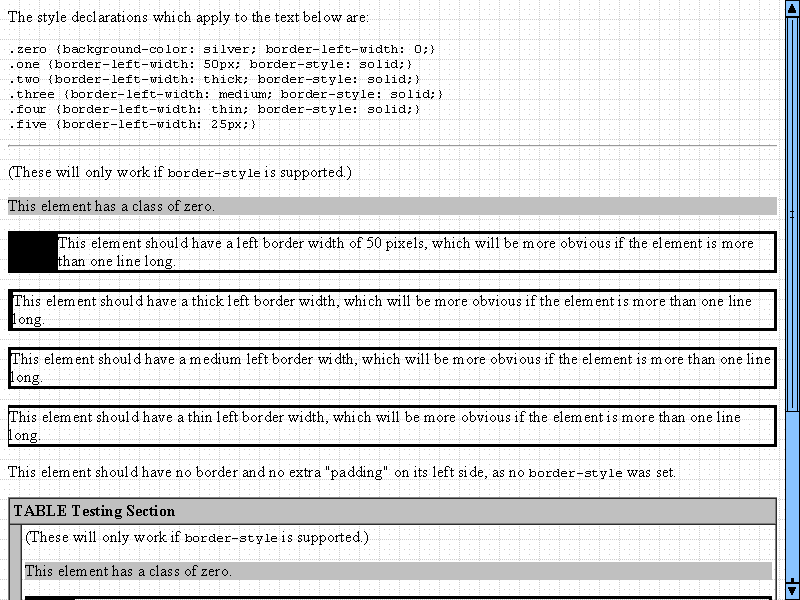 The style declarations which apply to the text below are:
.zero {background-color: silver; border-left-width: 0;}
.one {border-left-width: 50px; border-style: solid;}
.two {border-left-width: thick; border-style: solid;}
.three {border-left-width: medium; border-style: solid;}
.four {border-left-width: thin; border-style: solid;}
.five {border-left-width: 25px;}
(These will only work if border-style is supported.)
This element has a class of zero.
This element should have a left border width of 50 pixels, which will be more obvious if the element is more
than one line long.
This element should have a thick left border width, which will be more obvious if the element is more than one line
long.
This element should have a medium left border width, which will be more obvious if the element is more than one line
long.
This element should have a thin left border width, which will be more obvious if the element is more than one line
long.
This element should have no border and no extra "padding" on its left side, as no border-style was set.
TABLE Testing Section
(These will only work if border-style is supported.)
This element has a class of zero.